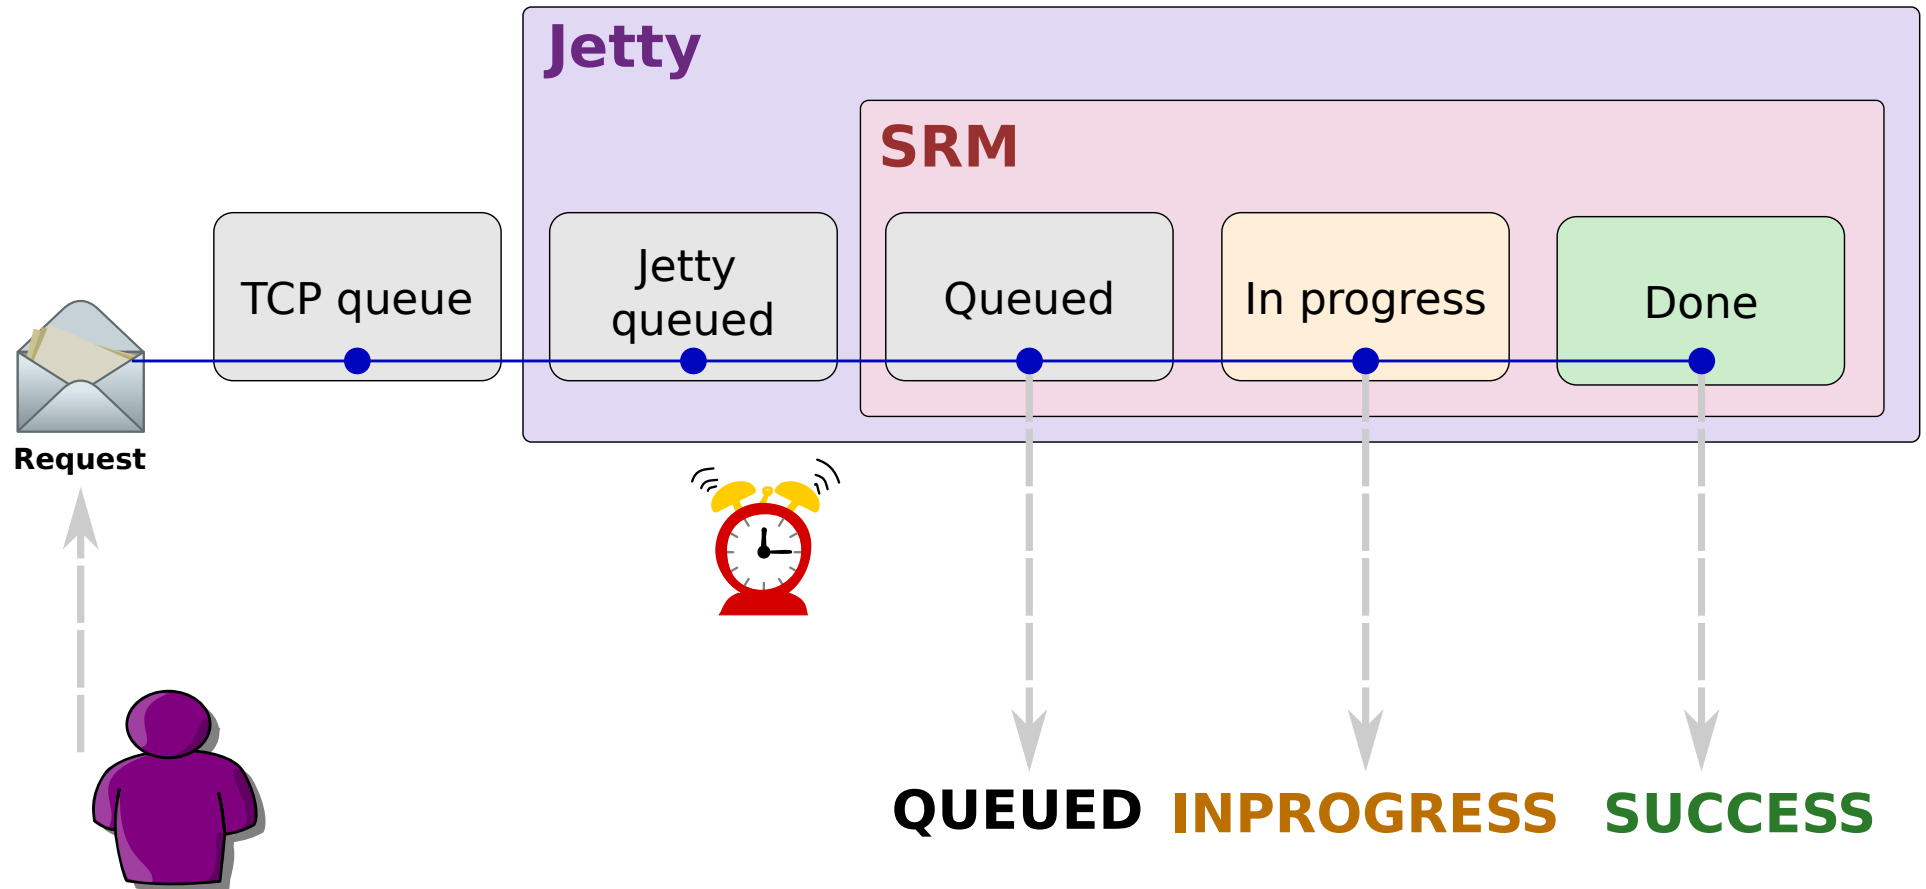 Jetty
SRM
TCP queue
Jetty
queued
Queued
In progress
Done
Request
QUEUED
INPROGRESS
SUCCESS